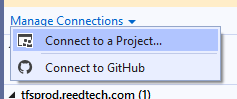 Manage Connections
Connect to a Project...
Connect to GitHub
tfsprod.reedtech.com (1)